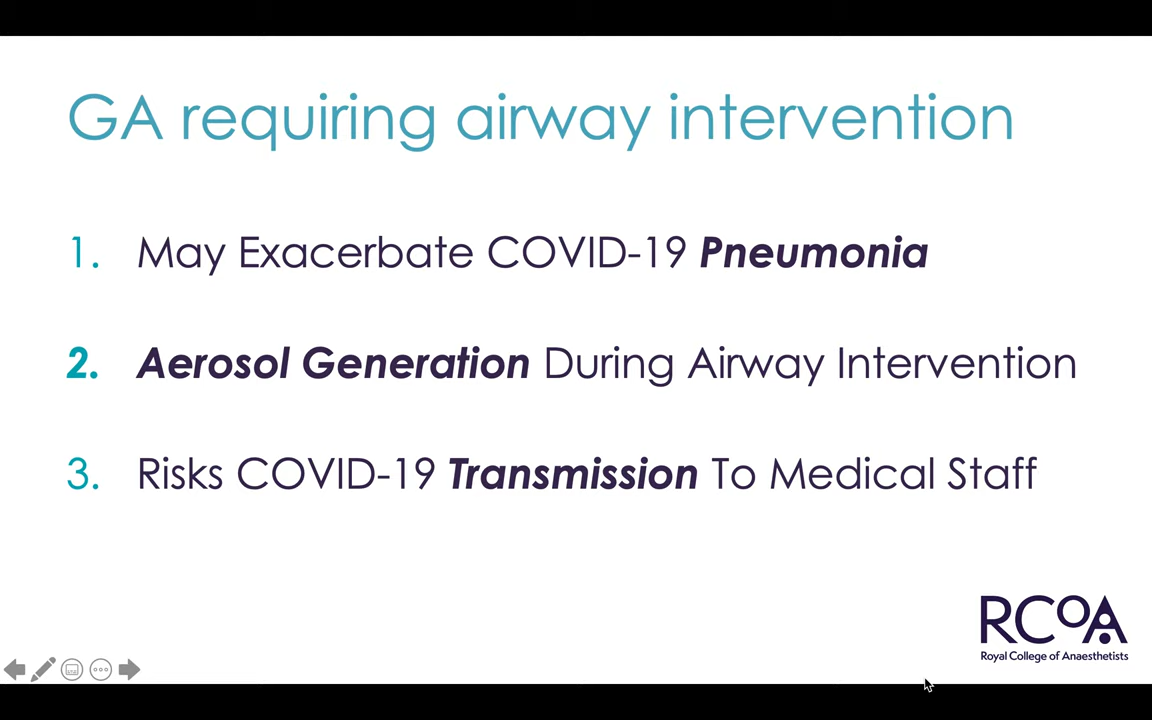 GA requiring airway intervention
1. May Exacerbate COVID-19 Pneumonia
2. Aerosol Generation During Airway Intervention
3. Risks COVID-19 Transmission To Medical Staff
RCoA
Royal College of Anaesthetists